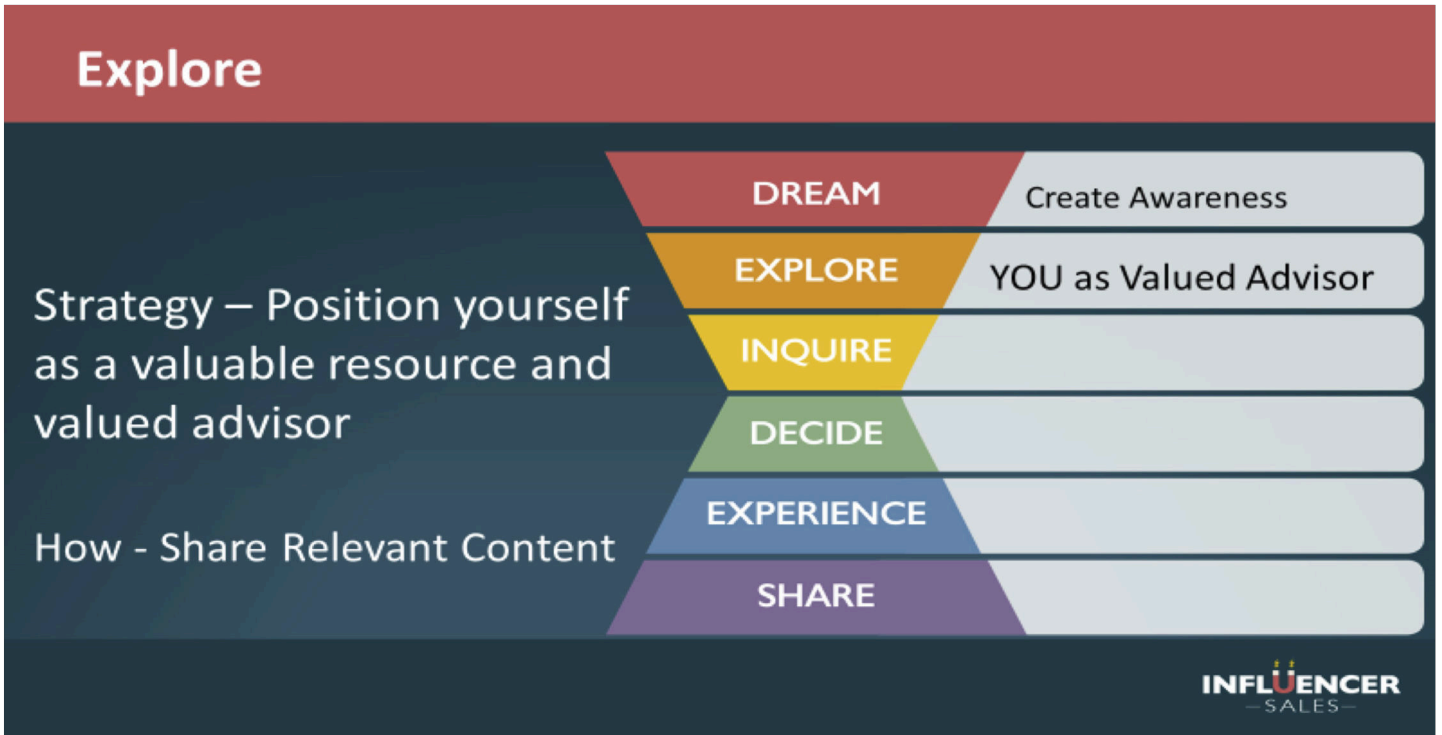 Explore
Strategy – Position yourself
as a valuable resource and
valued advisor
How - Share Relevant Content
DREAM
Create Awareness
EXPLORE
YOU as Valued Advisor
INQUIRE
DECIDE
EXPERIENCE
SHARE
INFLUENCER
—SALES—